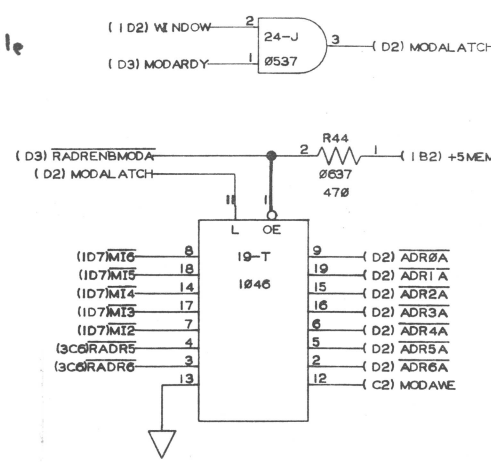 1e
( 1D2) WINDOW 2
24-J
3 ( D2) MODALATCH
( D3) MODARDY 1 Ø537
R44
( D3) RADRENBMODA 2 1 ( 1B2) +5MEM
( D2) MODALATCH Ø637
470
11 1
L OE
(1D7)MI6 8 19-T 9 ( D2) ADRØA
(1D7)MI5 18 19 ( D2) ADR1A
(1D7)MI4 14 1046 15 ( D2) ADR2A
(1D7)MI3 17 16 ( D2) ADR3A
(1D7)MI2 7 6 ( D2) ADR4A
(3C6)RADR5 4 5 ( D2) ADR5A
(3C6)RADR6 3 2 ( D2) ADR6A
13 12 ( C2) MODAWE